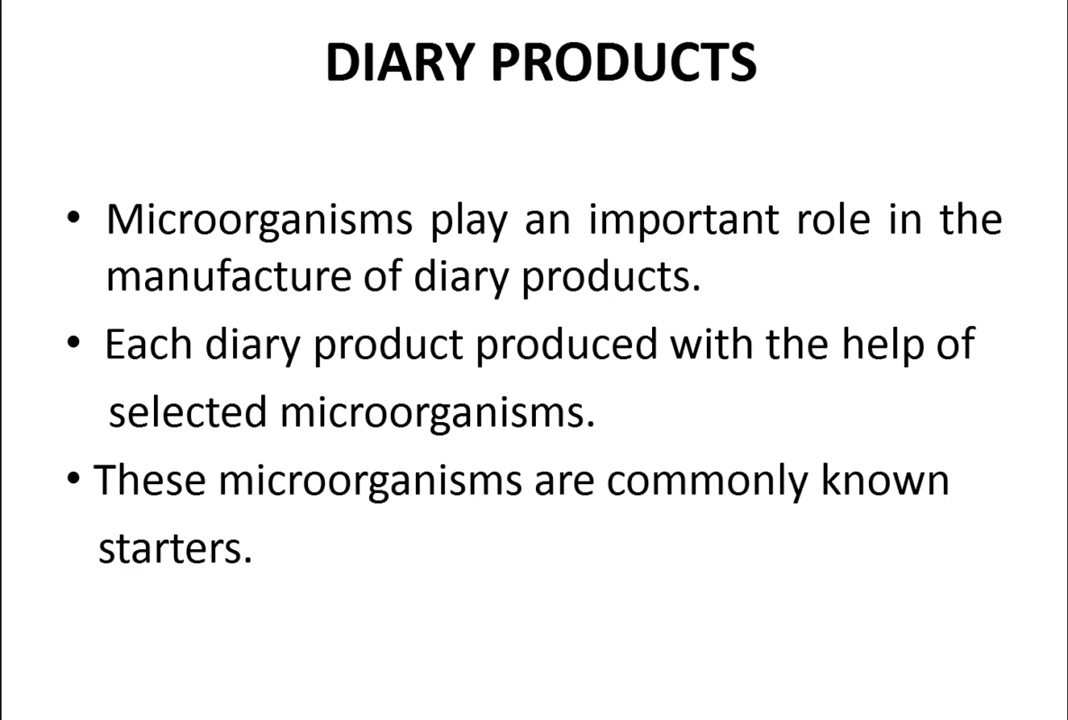 DIARY PRODUCTS
• Microorganisms play an important role in the
manufacture of diary products.
• Each diary product produced with the help of
selected microorganisms.
• These microorganisms are commonly known
starters.